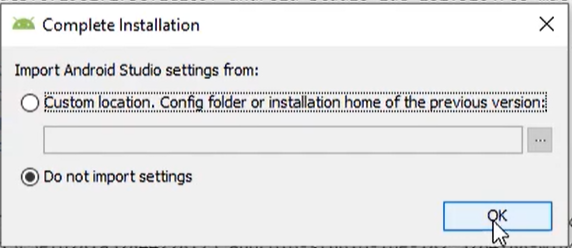 Complete Installation
Import Android Studio settings from:
Custom location. Config folder or installation home of the previous version:
...
Do not import settings
OK